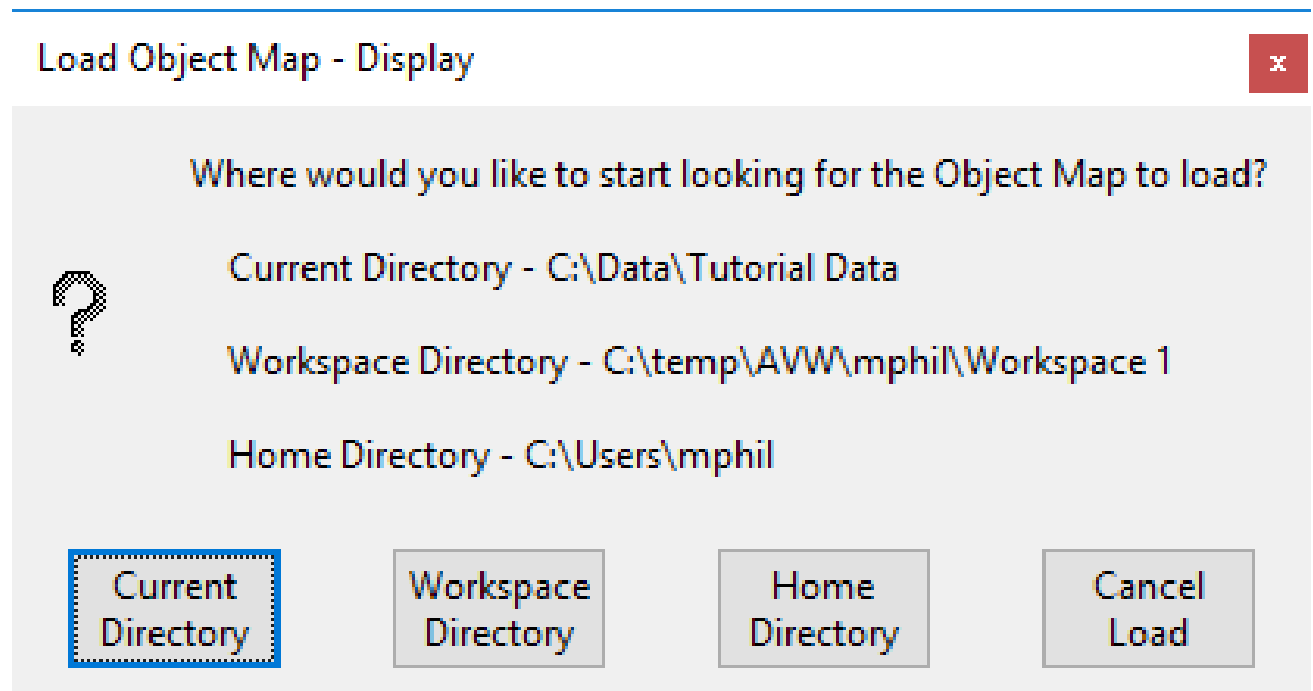 Load Object Map - Display
x
Where would you like to start looking for the Object Map to load?
Current Directory - C:\Data\Tutorial Data
?
Workspace Directory - C:\temp\AVW\mphil\Workspace 1
Home Directory - C:\Users\mphil
Current
Directory
Workspace
Directory
Home
Directory
Cancel
Load